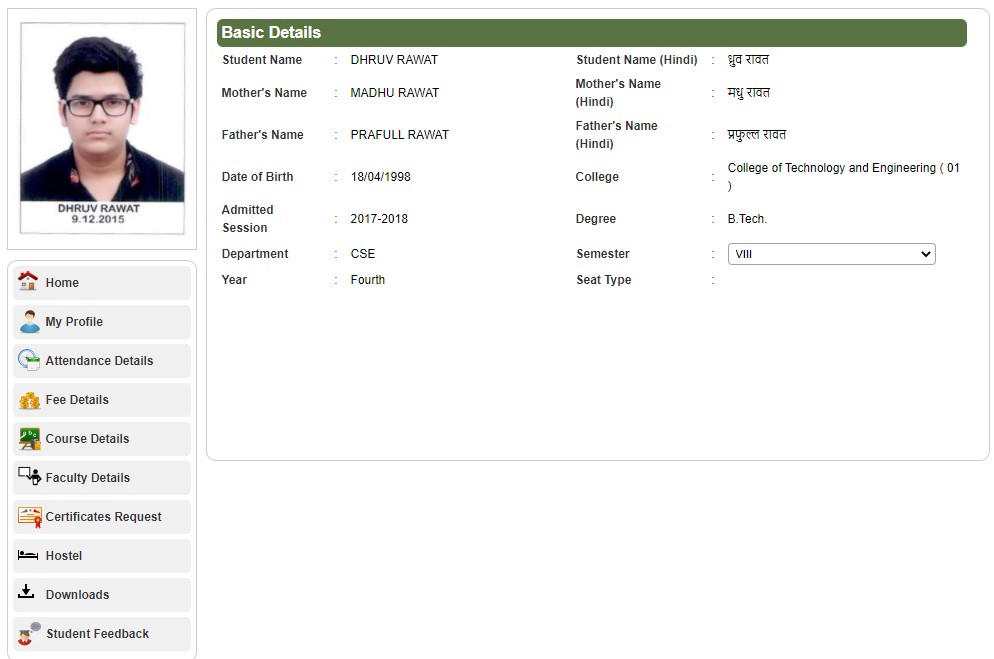 DHRUV RAWAT
9.12.2015
Home
My Profile
Attendance Details
Fee Details
Course Details
Faculty Details
Certificates Request
Hostel
Downloads
Student Feedback
Basic Details
Student Name : DHRUV RAWAT Student Name (Hindi) : ध्रुव रावत
Mother's Name : MADHU RAWAT Mother's Name
(Hindi) : मधु रावत
Father's Name : PRAFULL RAWAT Father's Name
(Hindi) : प्रफुल्ल रावत
Date of Birth : 18/04/1998 College : College of Technology and Engineering ( 01
)
Admitted
Session : 2017-2018 Degree : B.Tech.
Department : CSE Semester : VIII
Year : Fourth Seat Type :